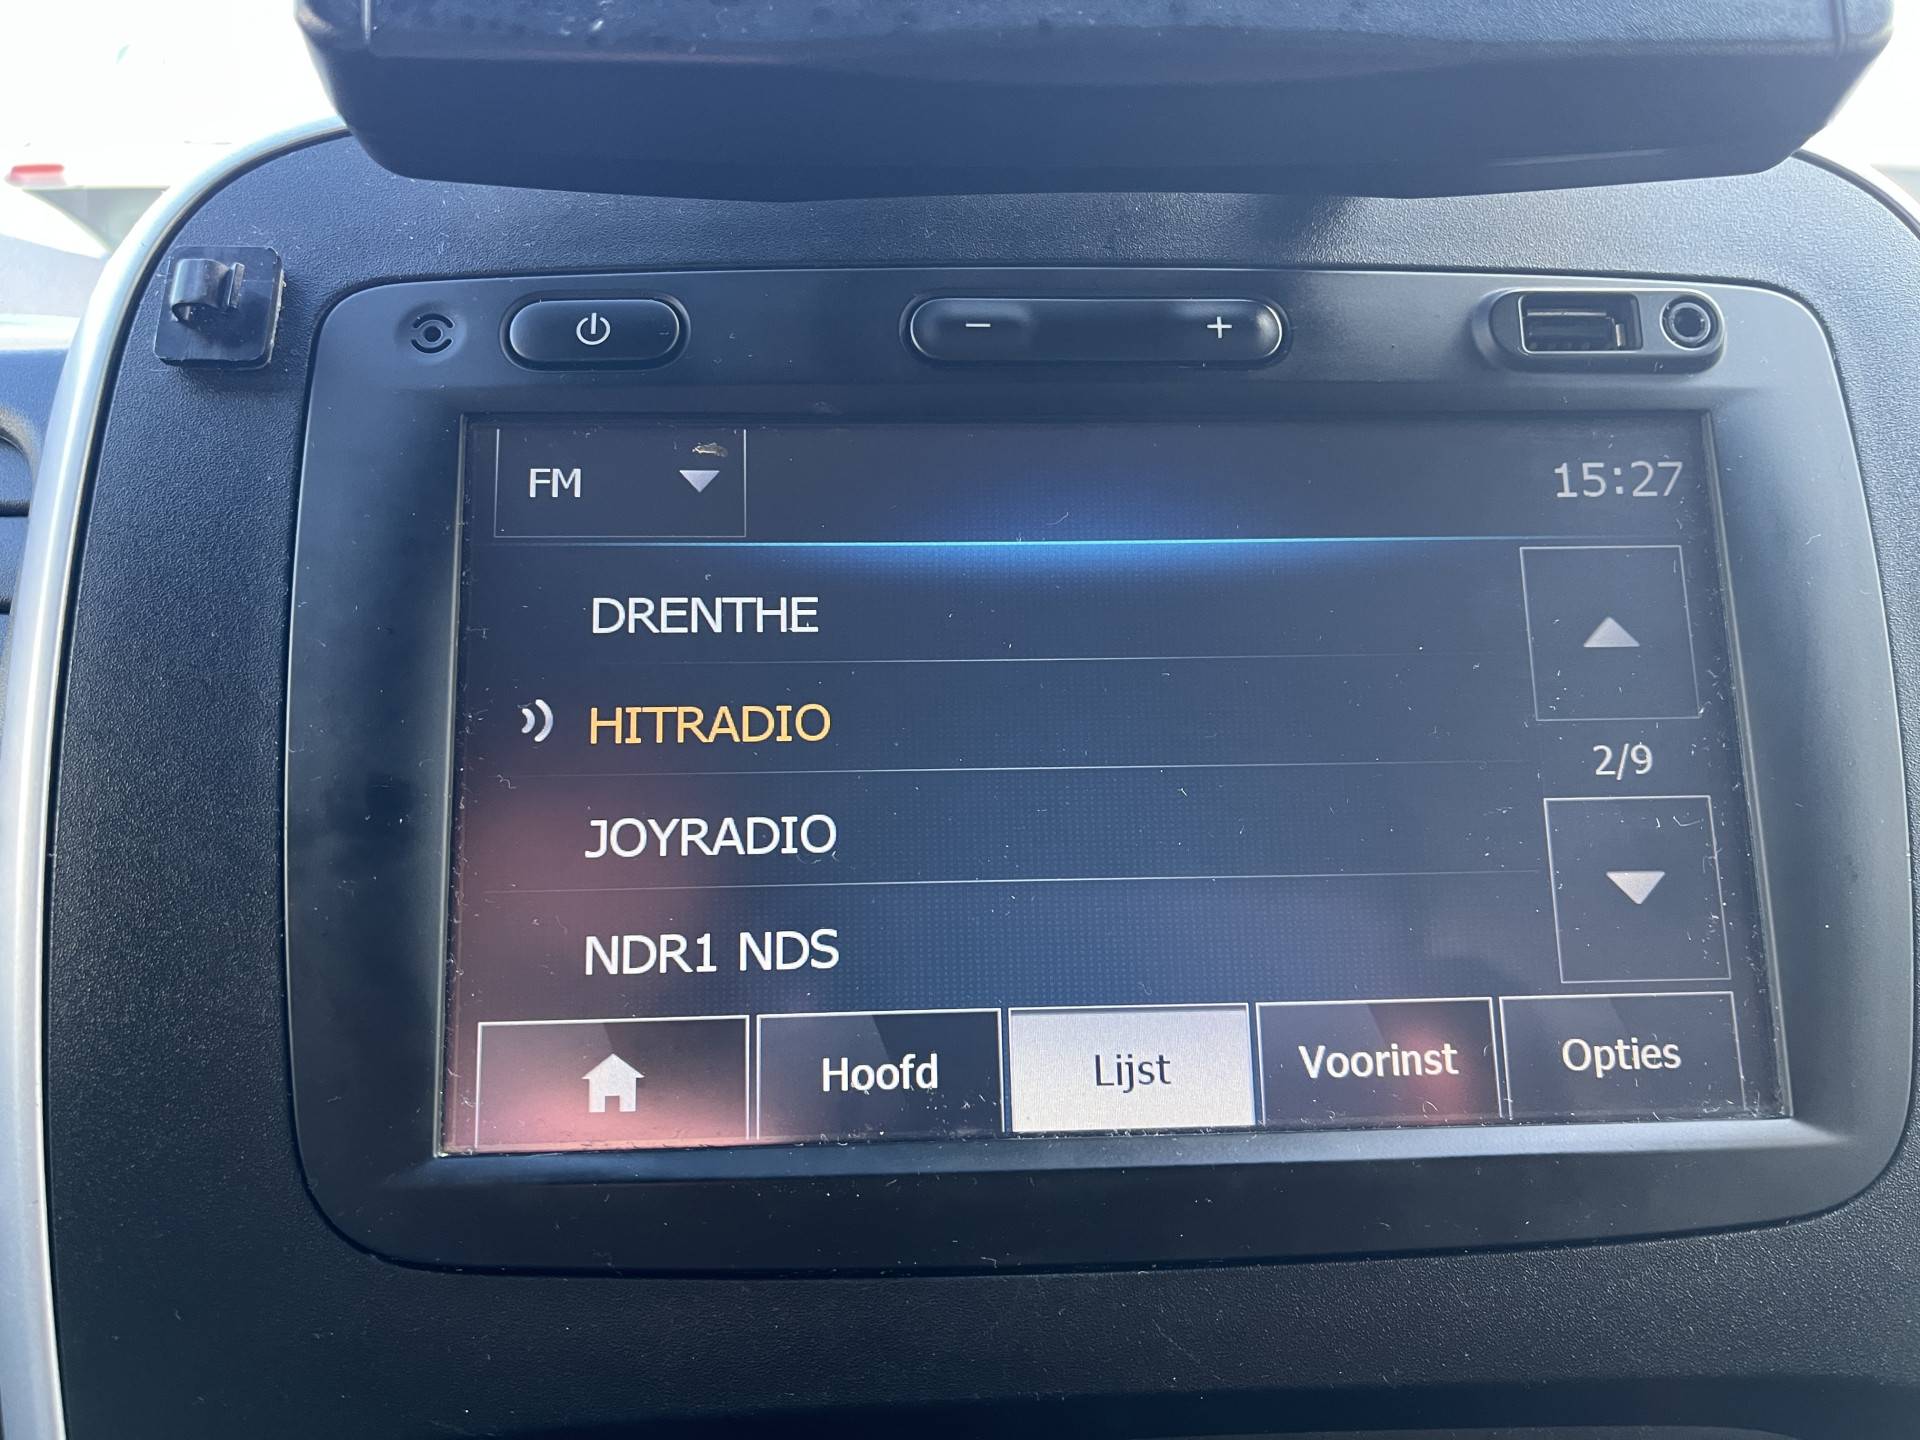 FM
15:27
DRENTHE
HITRADIO
2/9
JOYRADIO
NDR1 NDS
Hoofd
Lijst
Voorinst
Opties